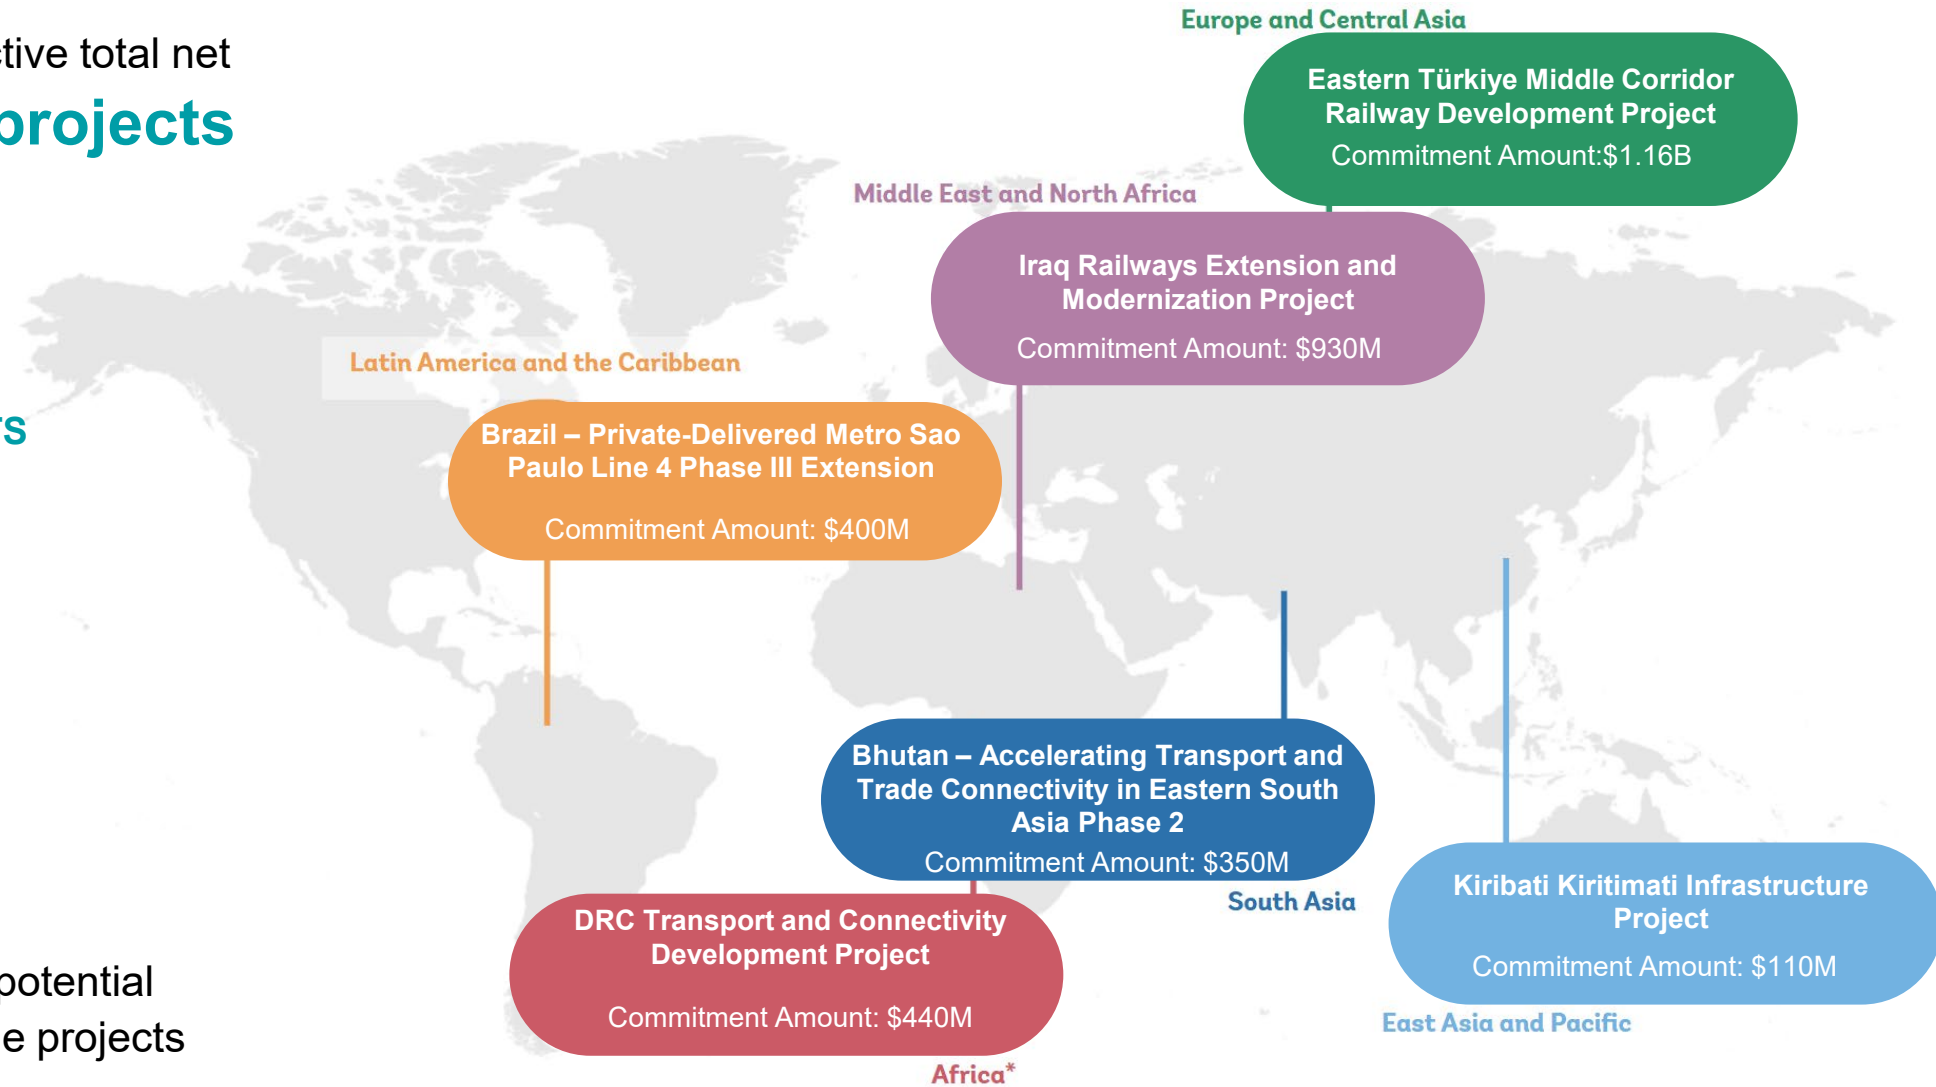 total net
projects
potential
projects
Europe and Central Asia
Eastern Türkiye Middle Corridor
Railway Development Project
Commitment Amount:$1.16B
Middle East and North Africa
Iraq Railways Extension and
Modernization Project
Commitment Amount: $930M
Latin America and the Caribbean
Brazil – Private-Delivered Metro Sao
Paulo Line 4 Phase III Extension
Commitment Amount: $400M
Bhutan – Accelerating Transport and
Trade Connectivity in Eastern South
Asia Phase 2
Commitment Amount: $350M
South Asia
DRC Transport and Connectivity
Development Project
Commitment Amount: $440M
Africa*
Kiribati Kiritimati Infrastructure
Project
Commitment Amount: $110M
East Asia and Pacific